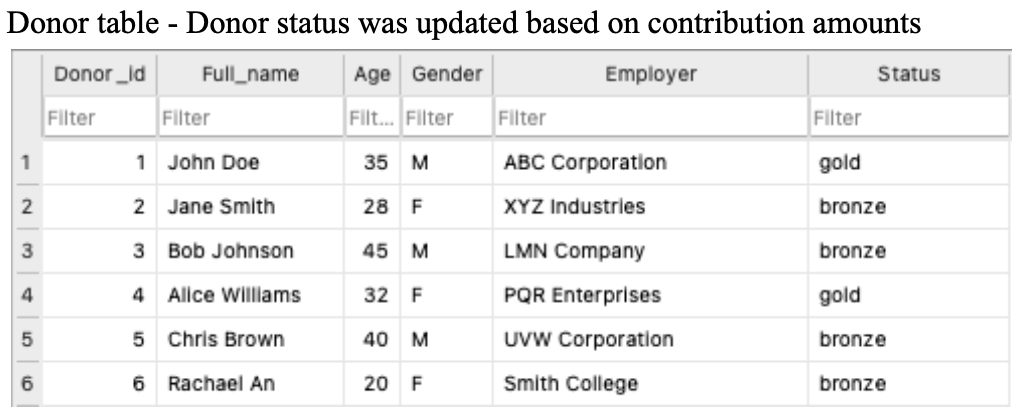 Donor table - Donor status was updated based on contribution amounts
Donor_id Full_name Age Gender Employer Status
Filter Filter Filt... Filter Filter Filter
1 1 John Doe 35 M ABC Corporation gold
2 2 Jane Smith 28 F XYZ Industries bronze
3 3 Bob Johnson 45 M LMN Company bronze
4 4 Alice Williams 32 F PQR Enterprises gold
5 5 Chris Brown 40 M UVW Corporation bronze
6 6 Rachael An 20 F Smith College bronze